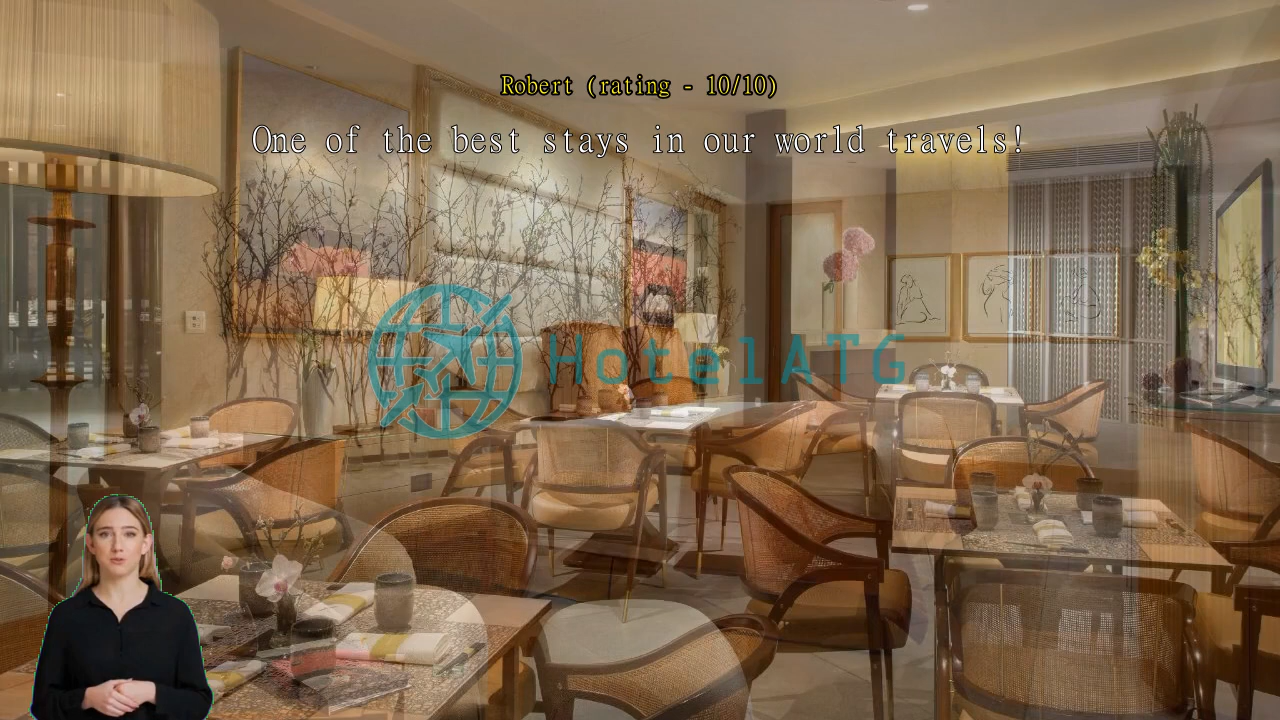 Robert (rating - 10/10)
One of the best stays in our world travels!
HotelATG